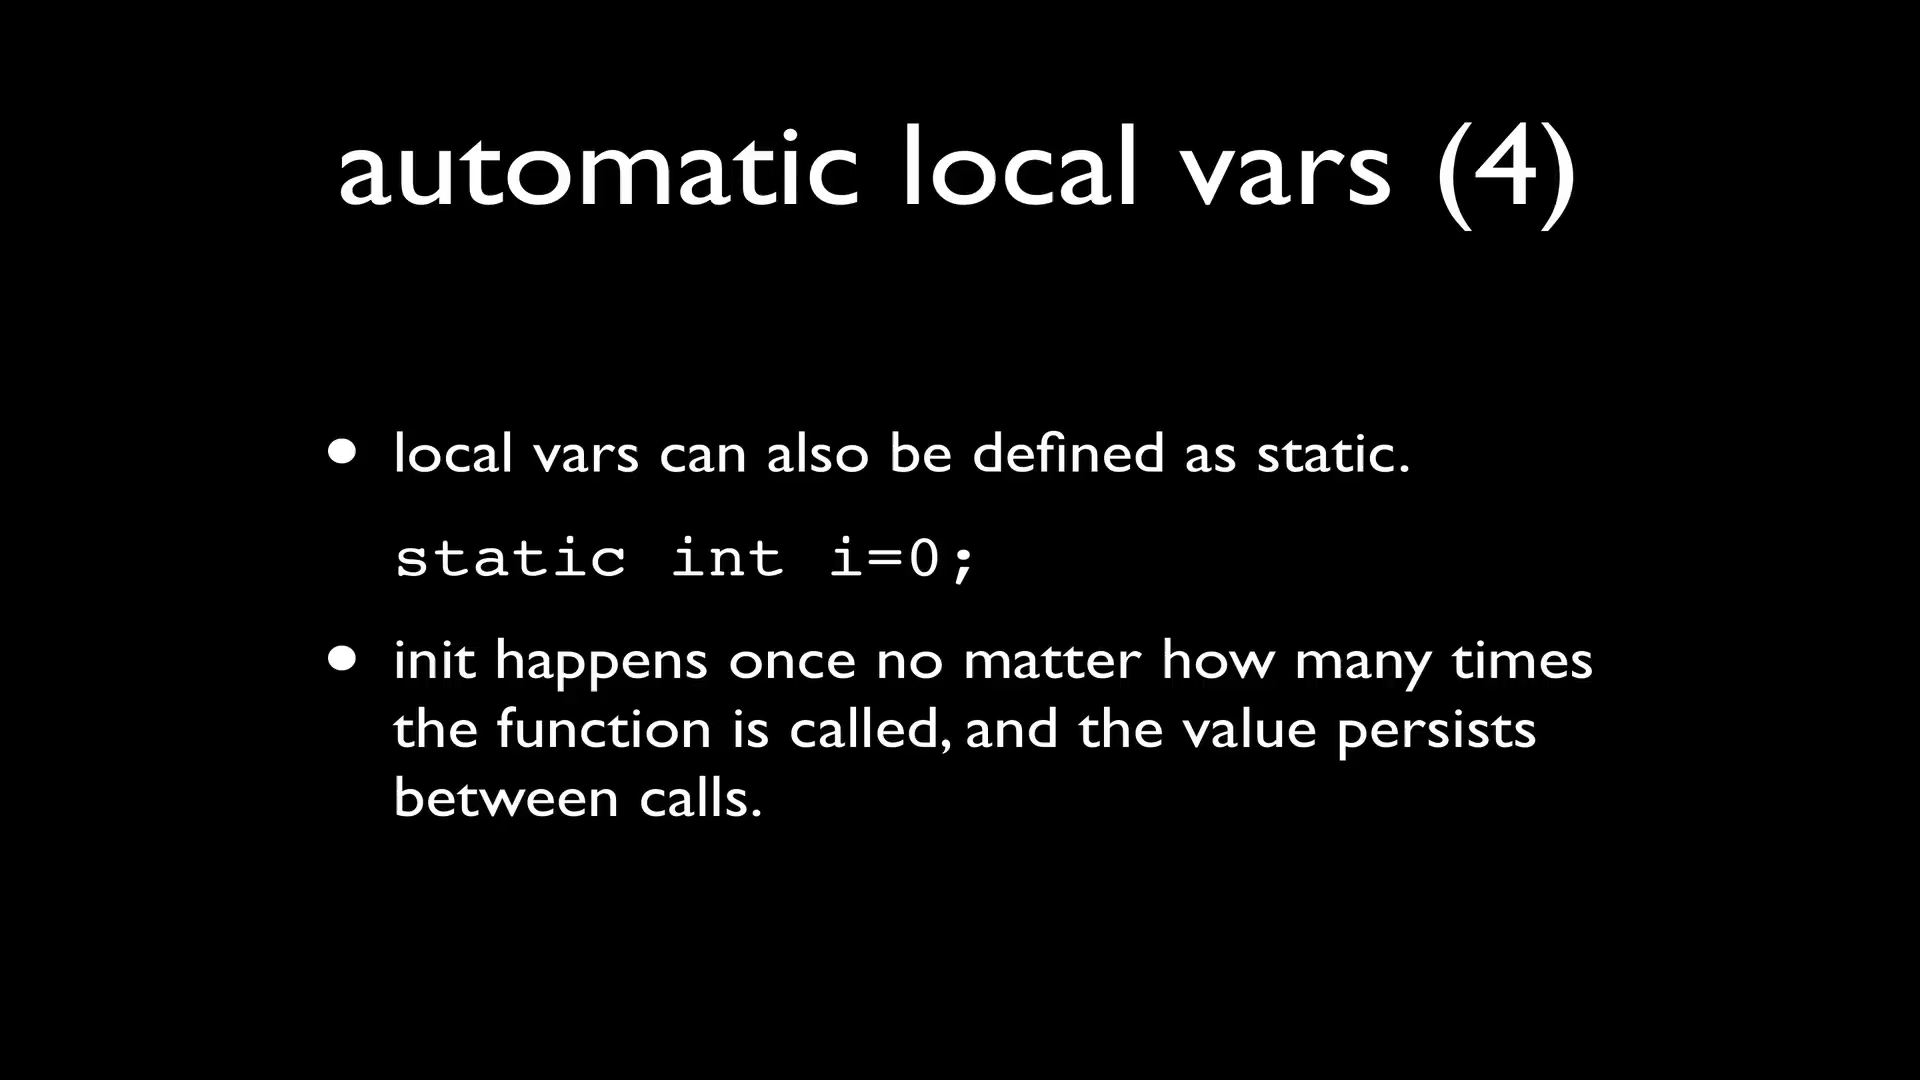 automatic local vars (4)
• local vars can also be defined as static.
static int i=0;
• init happens once no matter how many times
the function is called, and the value persists
between calls.